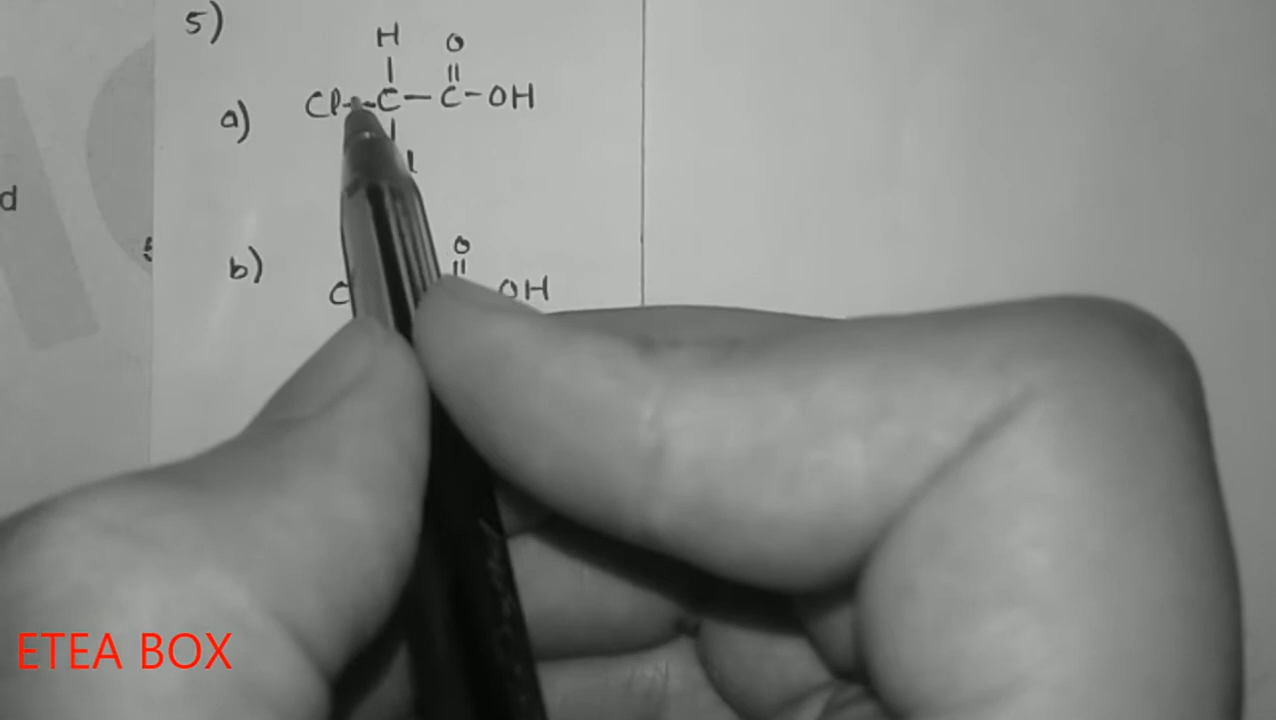 5)
H O
a) Cl-C-C-OH
l
b) O
C OH
d
ETEA BOX